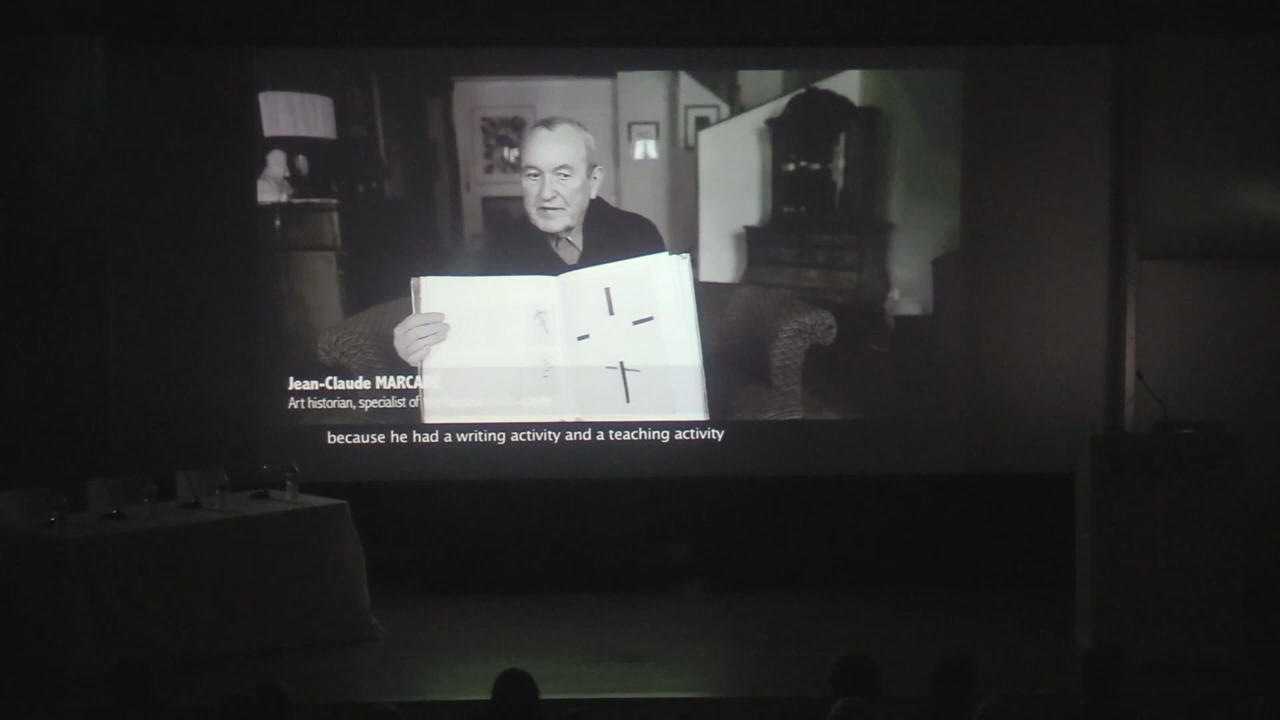 Jean-Claude MARCA
Art historian, specialist of
because he had a writing activity and a teaching activity